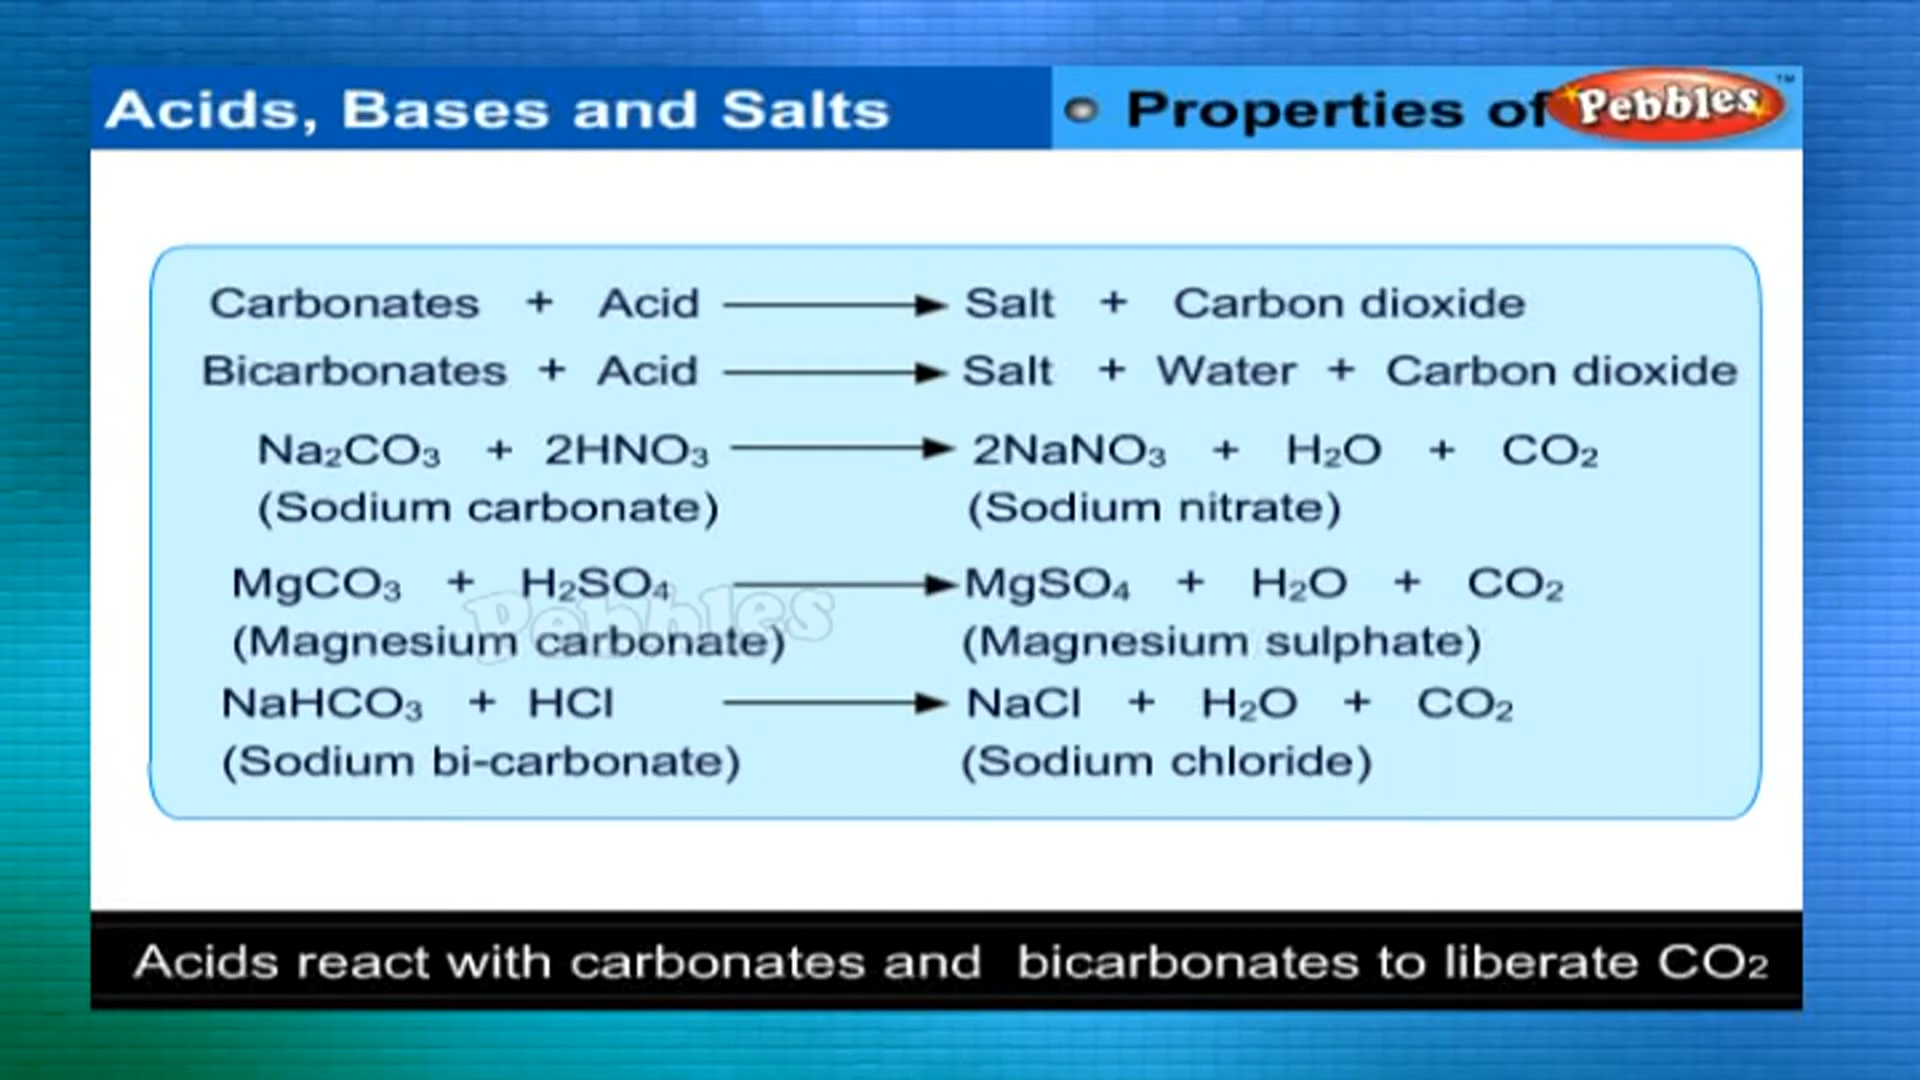 Acids, Bases and Salts
Properties of
Pebbles™
Carbonates + Acid ⟶ Salt + Carbon dioxide
Bicarbonates + Acid ⟶ Salt + Water + Carbon dioxide
Na₂CO₃ + 2HNO₃ ⟶ 2NaNO₃ + H₂O + CO₂
(Sodium carbonate) (Sodium nitrate)
MgCO₃ + H₂SO₄ ⟶ MgSO₄ + H₂O + CO₂
Pebbles
(Magnesium carbonate) (Magnesium sulphate)
NaHCO₃ + HCl ⟶ NaCl + H₂O + CO₂
(Sodium bi-carbonate) (Sodium chloride)
Acids react with carbonates and bicarbonates to liberate CO₂